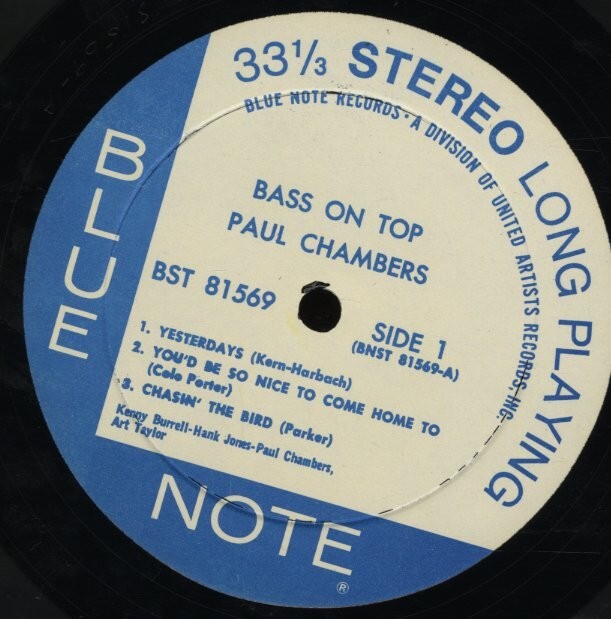 33⅓ STEREO LONG PLAYING
BLUE NOTE RECORDS • A DIVISION OF UNITED ARTISTS RECORDS, INC.
BASS ON TOP
PAUL CHAMBERS
BST 81569
SIDE 1
(BNST 81569-A)
1. YESTERDAYS (Kern-Harbach)
2. YOU'D BE SO NICE TO COME HOME TO
(Cole Porter)
3. CHASIN' THE BIRD (Parker)
Kenny Burrell-Hank Jones-Paul Chambers,
Art Taylor
BLUE
NOTE
®